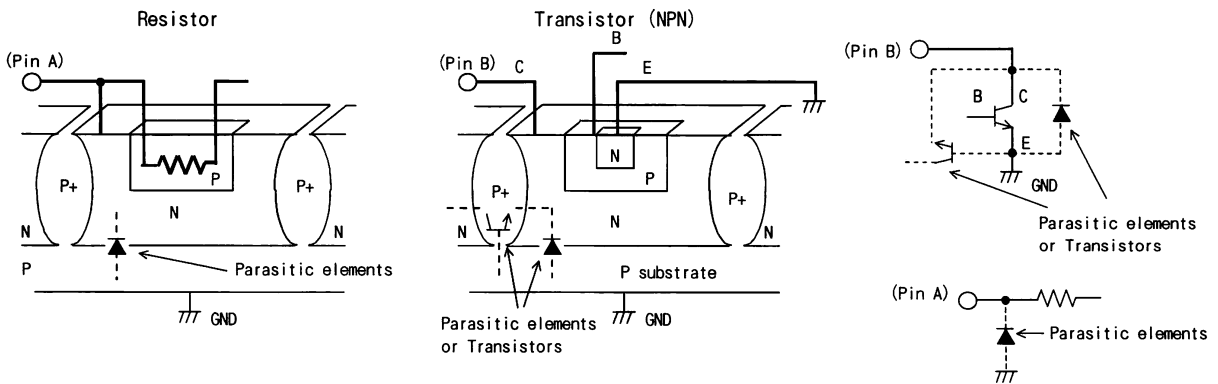 Resistor
(Pin A)
P+
P
P+
N
N
N
P
Parasitic elements
GND
Transistor (NPN)
B
(Pin B)
C
E
N
P+
P
P+
N
N
N
P substrate
GND
Parasitic elements
or Transistors
(Pin B)
B
C
E
GND
Parasitic elements
or Transistors
(Pin A)
Parasitic elements